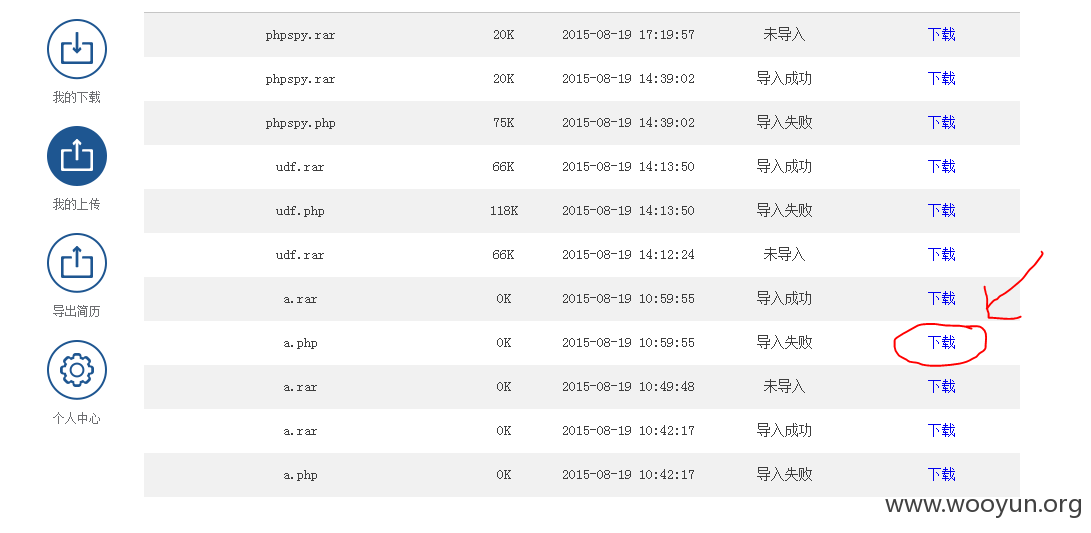 phpspy.rar 20K 2015-08-19 17:19:57 未导入 下载
phpspy.rar 20K 2015-08-19 14:39:02 导入成功 下载
我的下载
phpspy.php 75K 2015-08-19 14:39:02 导入失败 下载
udf.rar 66K 2015-08-19 14:13:50 导入成功 下载
我的上传
udf.php 118K 2015-08-19 14:13:50 导入失败 下载
udf.rar 66K 2015-08-19 14:12:24 未导入 下载
a.rar 0K 2015-08-19 10:59:55 导入成功 下载
导出简历
a.php 0K 2015-08-19 10:59:55 导入失败 下载
a.rar 0K 2015-08-19 10:49:48 未导入 下载
个人中心
a.rar 0K 2015-08-19 10:42:17 导入成功 下载
a.php 0K 2015-08-19 10:42:17 导入失败 下载
www.wooyun.org